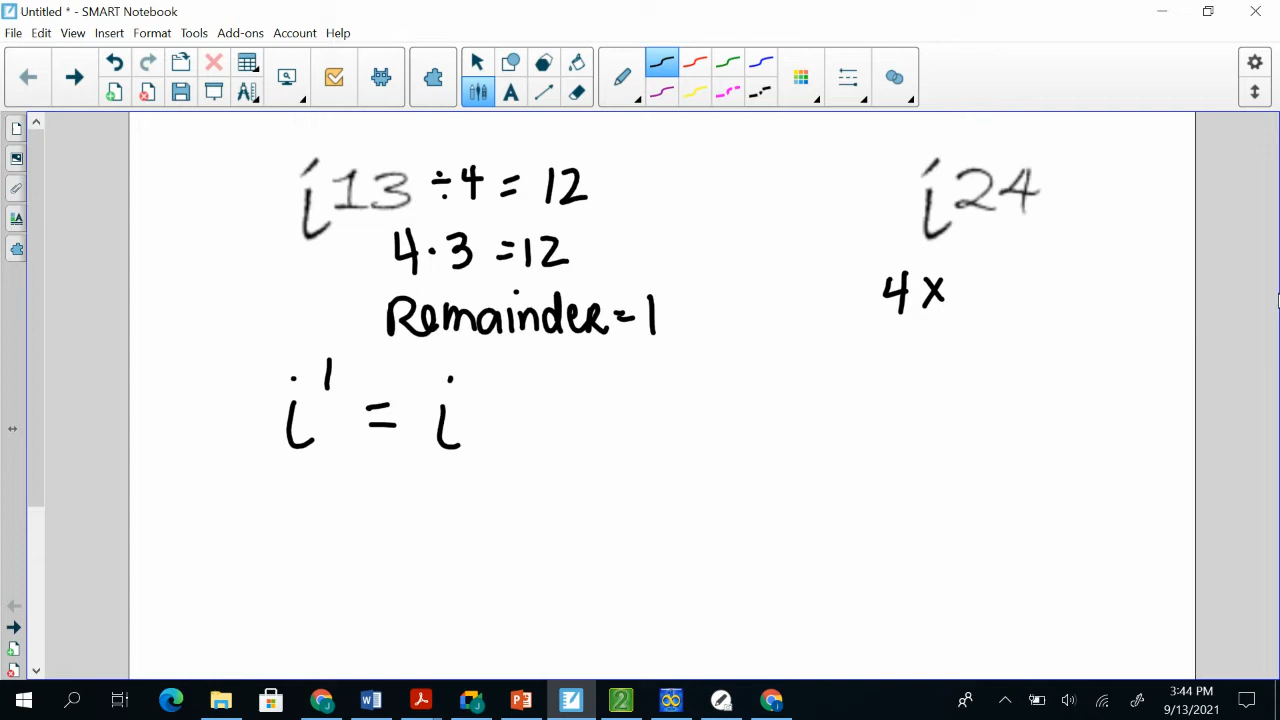 Untitled * - SMART Notebook
File Edit View Insert Format Tools Add-ons Account Help
i¹³ ÷4 = 12
4 · 3 = 12
Remainder = 1
i¹ = i
i²⁴
4 x
3:44 PM
9/13/2021